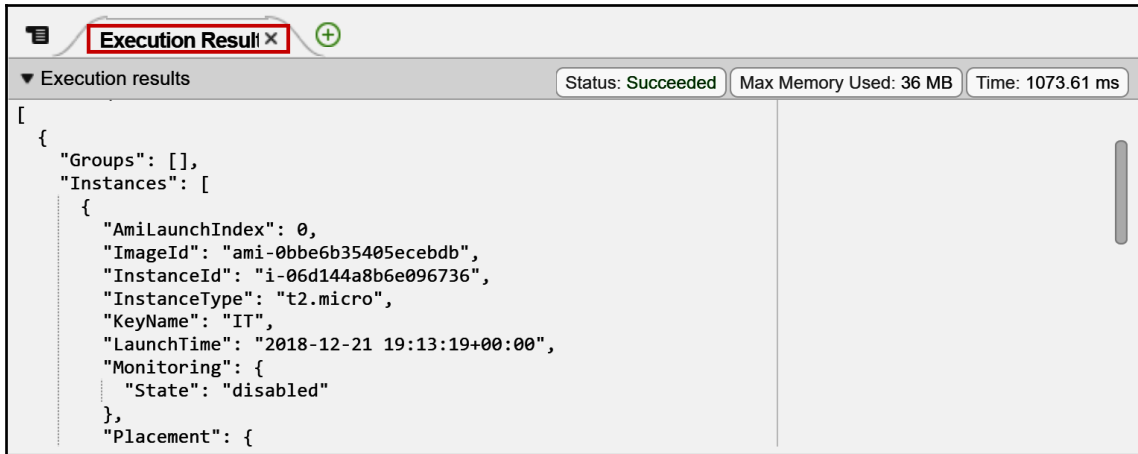 Execution Result ×
▼ Execution results Status: Succeeded Max Memory Used: 36 MB Time: 1073.61 ms
[
  {
    "Groups": [],
    "Instances": [
      {
        "AmiLaunchIndex": 0,
        "ImageId": "ami-0bbe6b35405ecebdb",
        "InstanceId": "i-06d144a8b6e096736",
        "InstanceType": "t2.micro",
        "KeyName": "IT",
        "LaunchTime": "2018-12-21 19:13:19+00:00",
        "Monitoring": {
          "State": "disabled"
        },
        "Placement": {